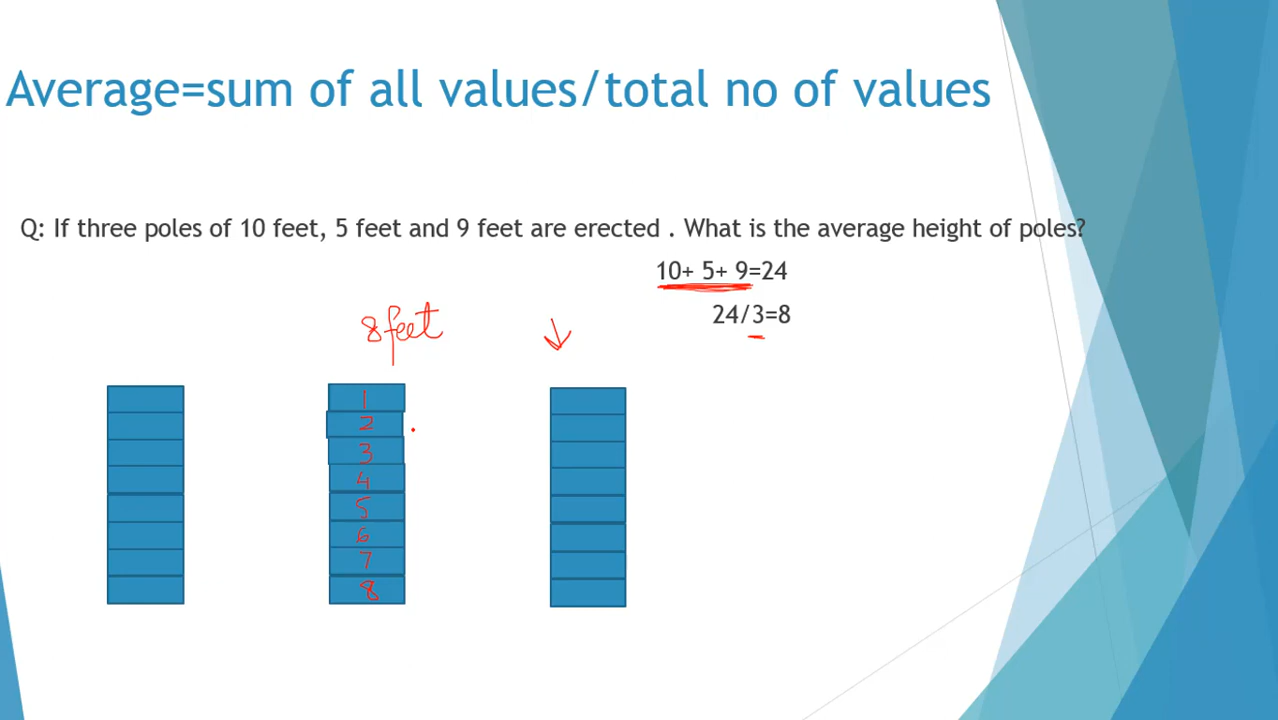 Average=sum of all values/total no of values
Q: If three poles of 10 feet, 5 feet and 9 feet are erected . What is the average height of poles?
10+ 5+ 9=24
24/3=8
8 feet
1
2
3
4
5
6
7
8